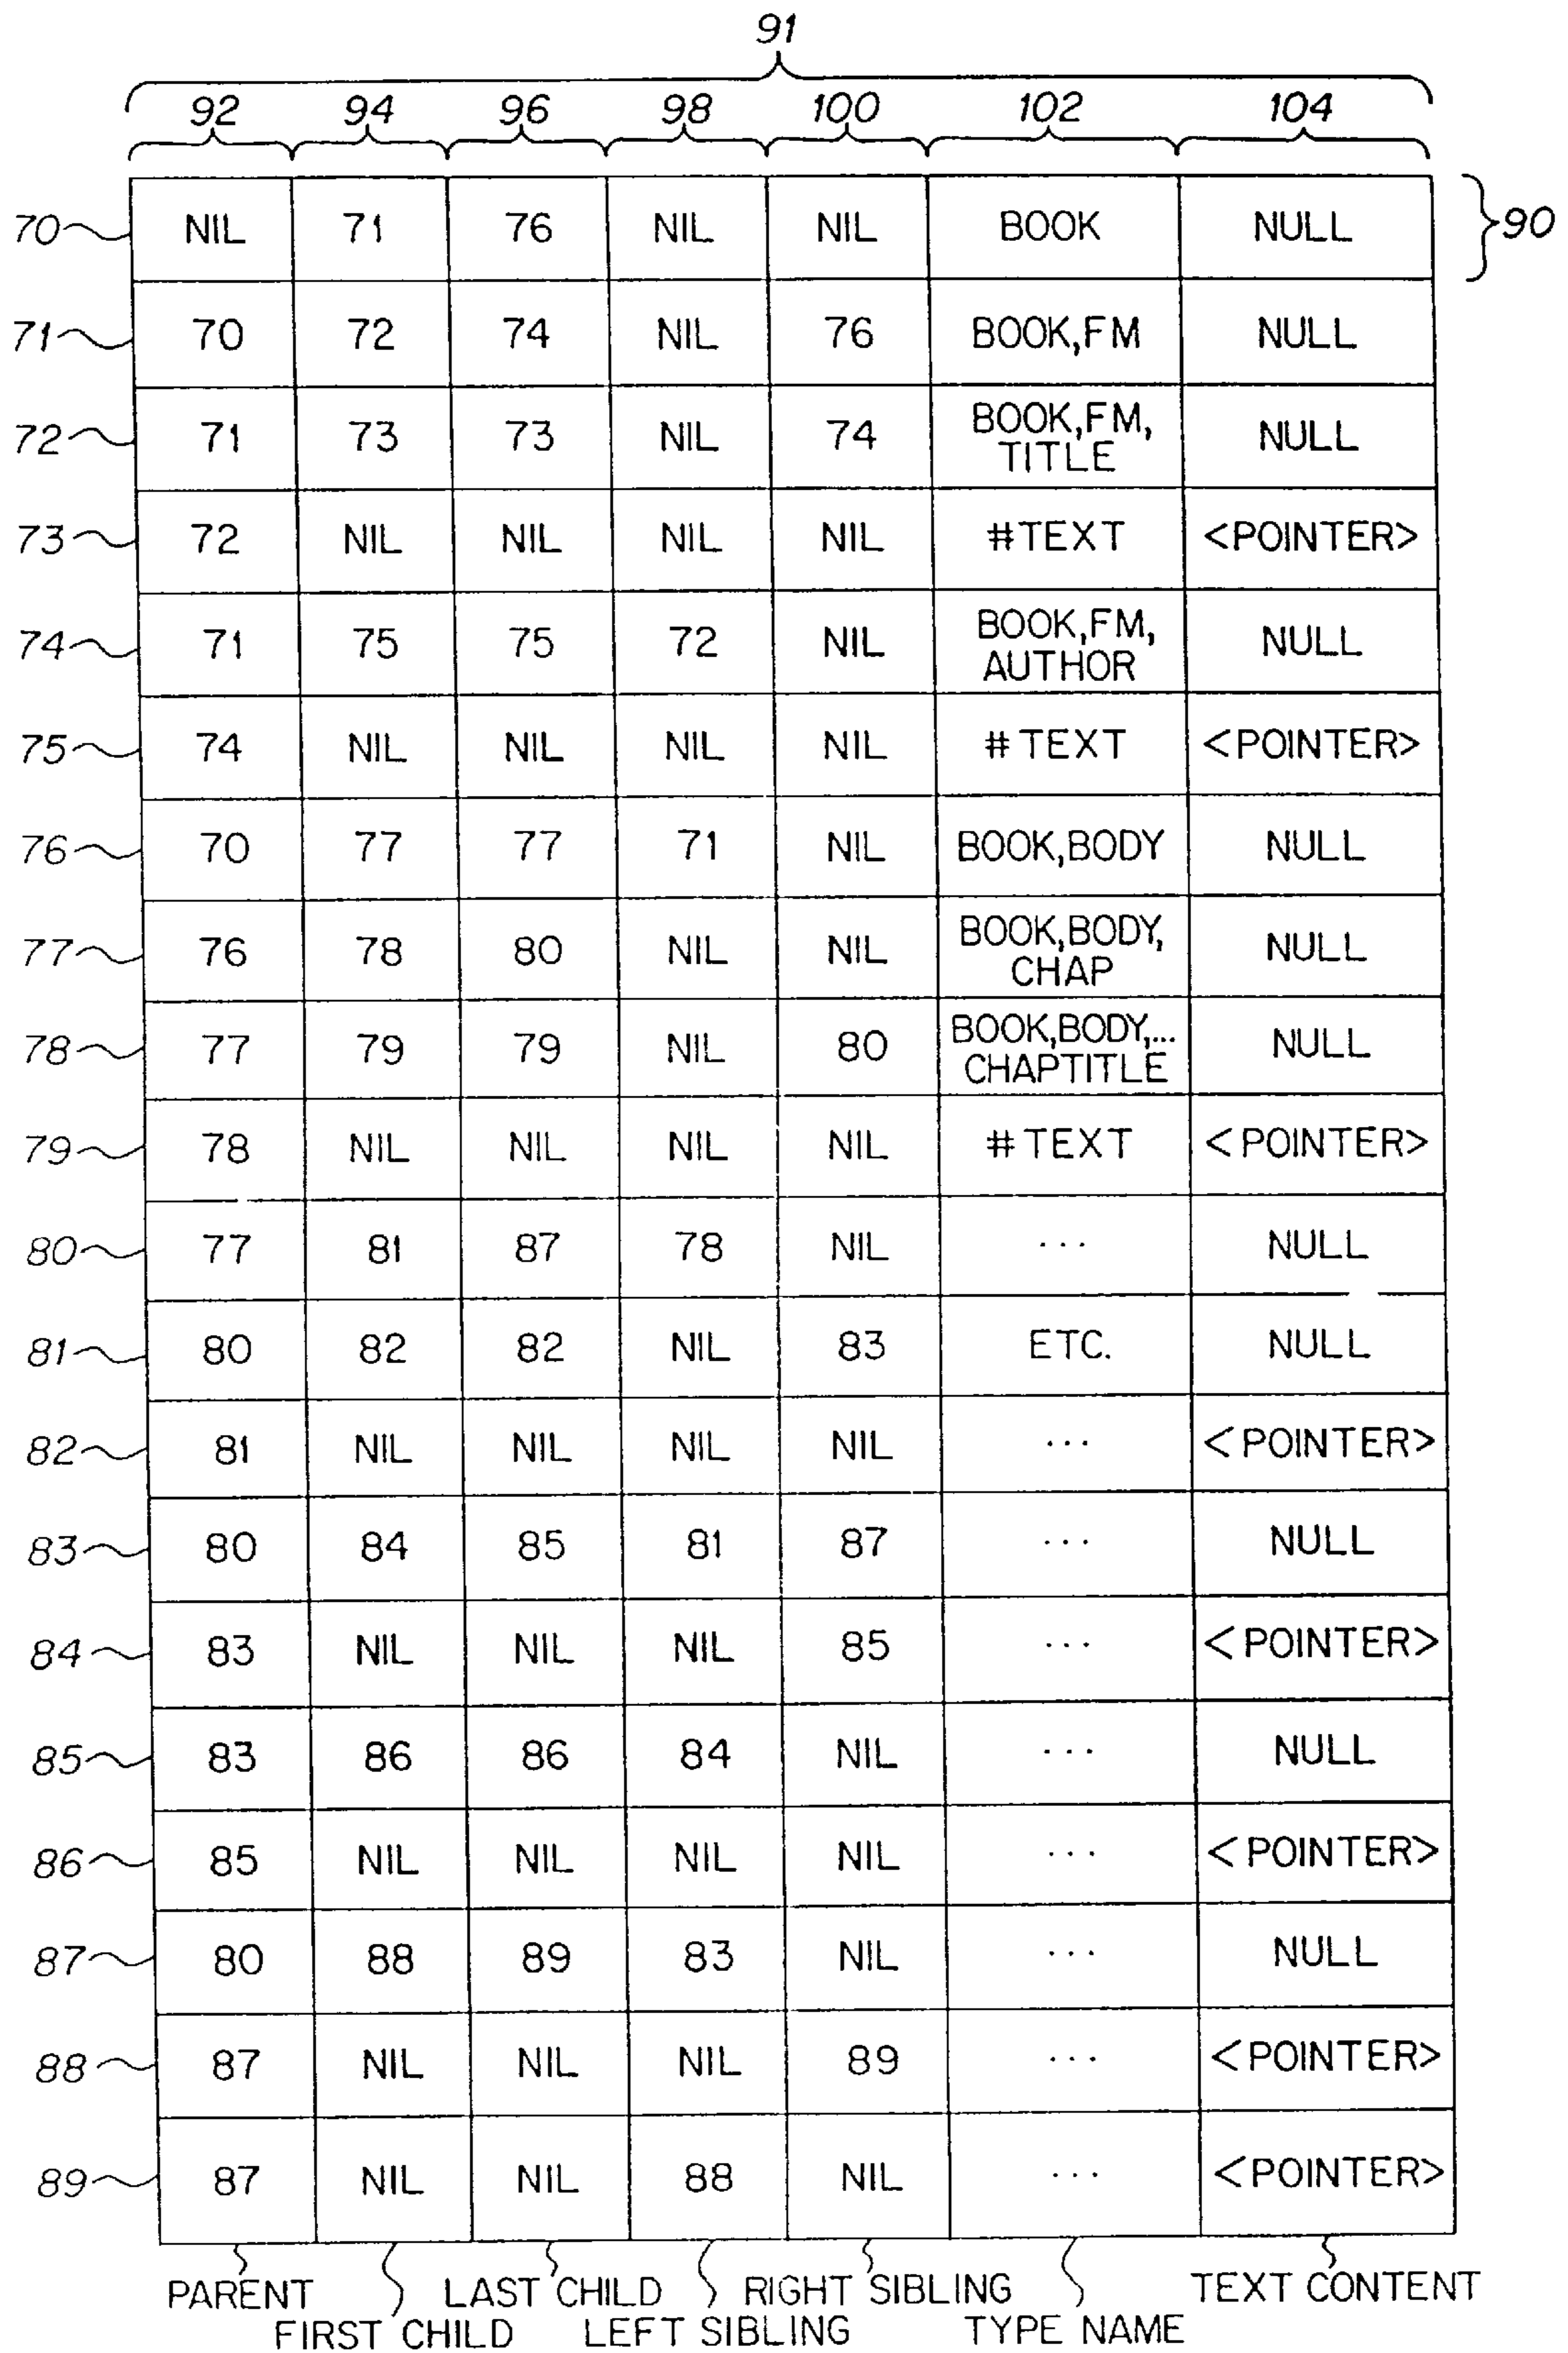 91
92 94 96 98 100 102 104
70 NIL 71 76 NIL NIL BOOK NULL 90
71 70 72 74 NIL 76 BOOK,FM NULL
72 71 73 73 NIL 74 BOOK,FM, TITLE NULL
73 72 NIL NIL NIL NIL #TEXT <POINTER>
74 71 75 75 72 NIL BOOK,FM, AUTHOR NULL
75 74 NIL NIL NIL NIL #TEXT <POINTER>
76 70 77 77 71 NIL BOOK,BODY NULL
77 76 78 80 NIL NIL BOOK,BODY, CHAP NULL
78 77 79 79 NIL 80 BOOK,BODY,... CHAPTITLE NULL
79 78 NIL NIL NIL NIL #TEXT <POINTER>
80 77 81 87 78 NIL ... NULL
81 80 82 82 NIL 83 ETC. NULL
82 81 NIL NIL NIL NIL ... <POINTER>
83 80 84 85 81 87 ... NULL
84 83 NIL NIL NIL 85 ... <POINTER>
85 83 86 86 84 NIL ... NULL
86 85 NIL NIL NIL NIL ... <POINTER>
87 80 88 89 83 NIL ... NULL
88 87 NIL NIL NIL 89 ... <POINTER>
89 87 NIL NIL 88 NIL ... <POINTER>
PARENT LAST CHILD RIGHT SIBLING TEXT CONTENT
FIRST CHILD LEFT SIBLING TYPE NAME